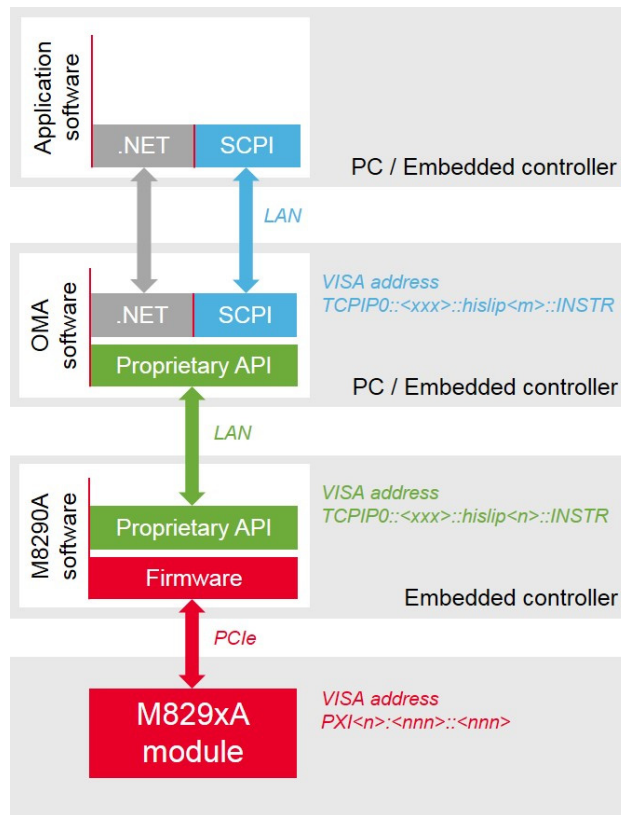 Application
software
.NET
SCPI
PC / Embedded controller
LAN
VISA address
TCPIP0::<xxx>::hislip<m>::INSTR
OMA
software
.NET
SCPI
Proprietary API
PC / Embedded controller
LAN
VISA address
TCPIP0::<xxx>::hislip<n>::INSTR
M8290A
software
Proprietary API
Firmware
Embedded controller
PCIe
M829xA
module
VISA address
PXI<n>:<nnn>::<nnn>